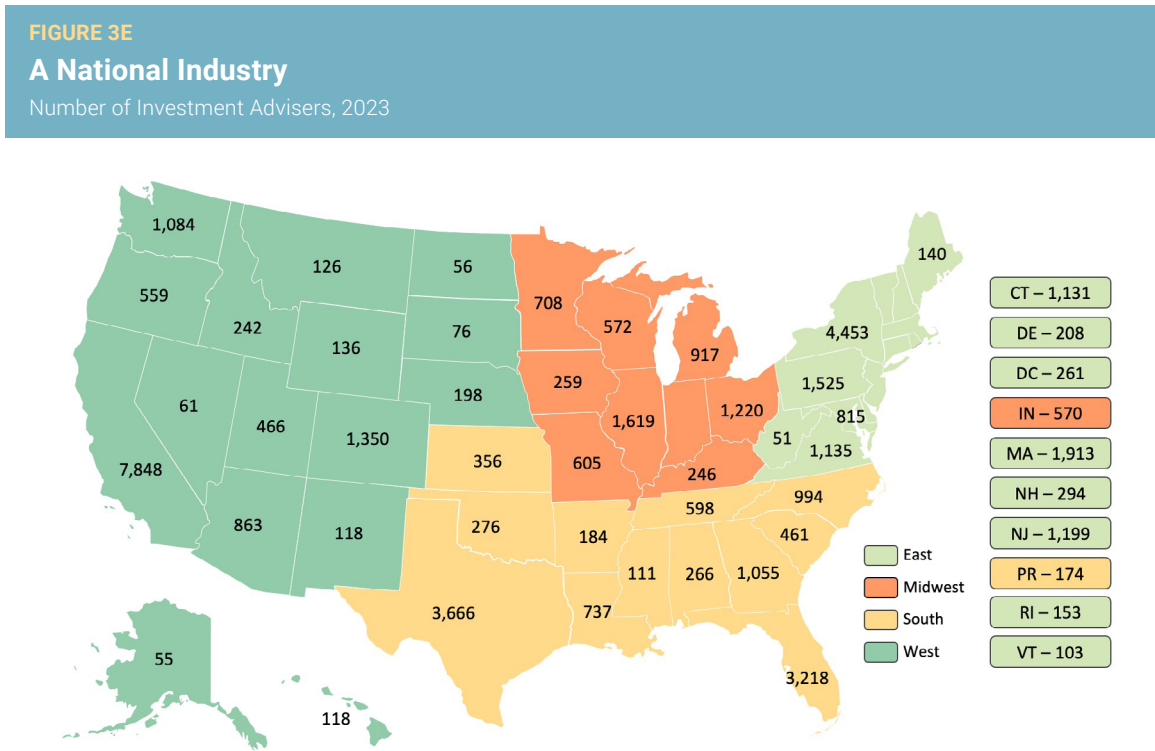 FIGURE 3E
A National Industry
Number of Investment Advisers, 2023
1,084
126
56
708
140
559
242
136
76
572
917
4,453
CT – 1,131
DE – 208
DC – 261
IN – 570
MA – 1,913
NH – 294
NJ – 1,199
PR – 174
RI – 153
VT – 103
61
466
1,350
198
259
1,619
1,220
1,525
815
51
1,135
7,848
356
605
246
863
118
276
184
598
994
461
3,666
737
111
266
1,055
3,218
55
118
East
Midwest
South
West